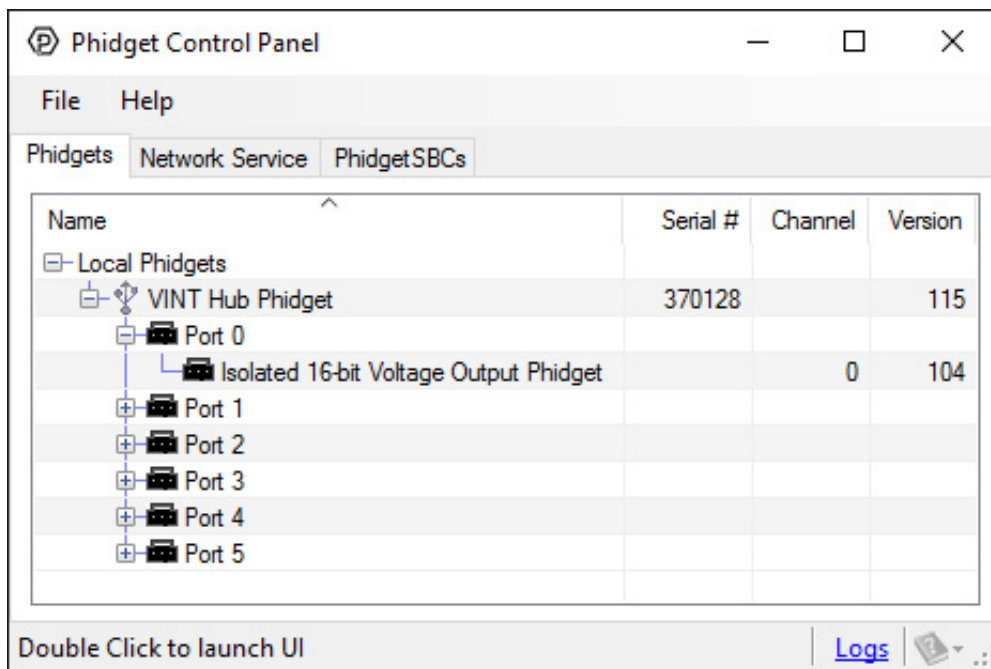 Phidget Control Panel
File Help
Phidgets Network Service PhidgetSBCs
Name Serial # Channel Version
Local Phidgets
VINT Hub Phidget 370128 115
Port 0
Isolated 16-bit Voltage Output Phidget 0 104
Port 1
Port 2
Port 3
Port 4
Port 5
Double Click to launch UI Logs